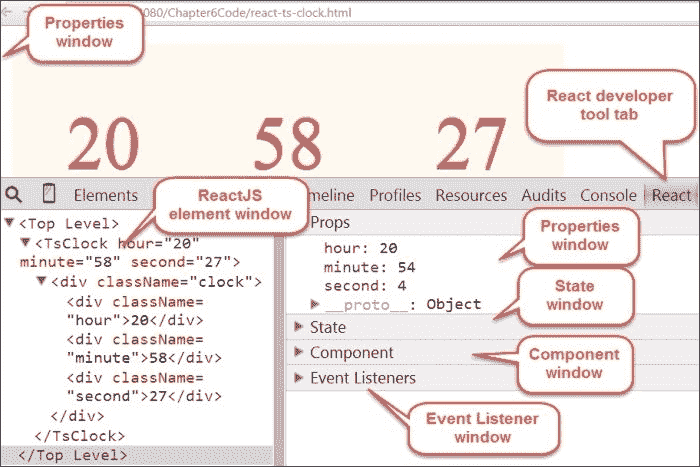 Properties
window
080/Chapter6Code/react-ts-clock.html
React developer
tool tab
20 58 27
Elements
meline Profiles Resources Audits Console React
ReactJS
element window
<Top Level>
<TsClock hour="20"
minute="58" second="27">
<div className="clock">
<div className=
"hour">20</div>
<div className=
"minute">58</div>
<div className=
"second">27</div>
</div>
</TsClock>
</Top Level>
Props
hour: 20
minute: 54
second: 4
__proto__: Object
State
Component
Event Listeners
Properties
window
State
window
Component
window
Event Listener
window